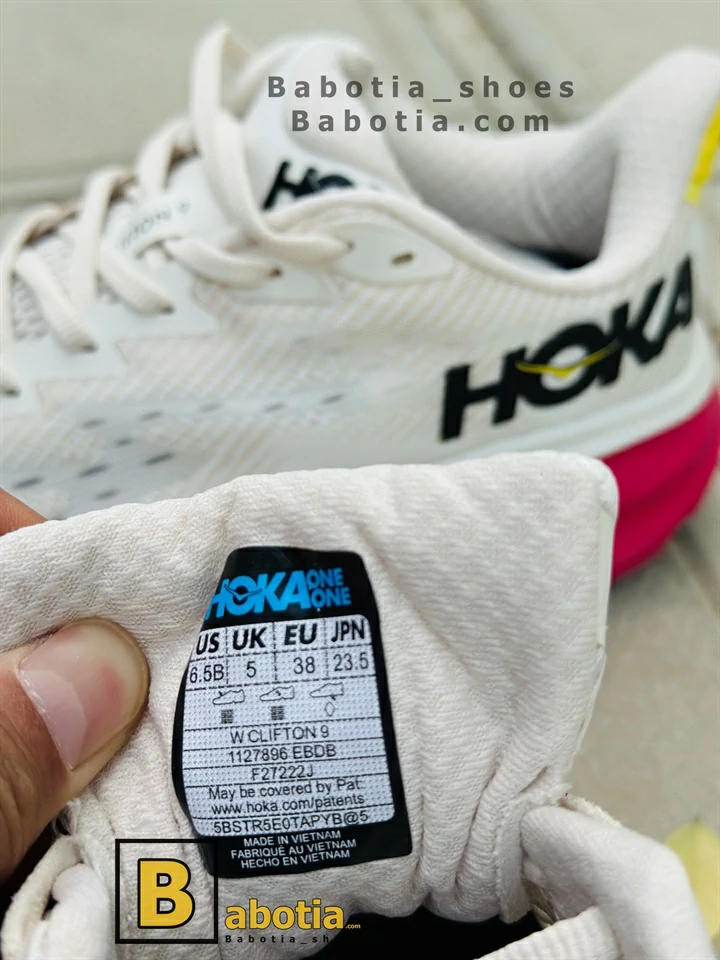 Babotia_shoes
Babotia.com
HOKA
HOKA
HOKA ONE ONE
US UK EU JPN
6.5B 5 38 23.5
W CLIFTON 9
1127896 EBDB
F27222J
May be covered by Pat.
www.hoka.com/patents
5BSTR5E0TAPYB@5
MADE IN VIETNAM
FABRIQUÉ AU VIETNAM
HECHO EN VIETNAM
Babotia.com